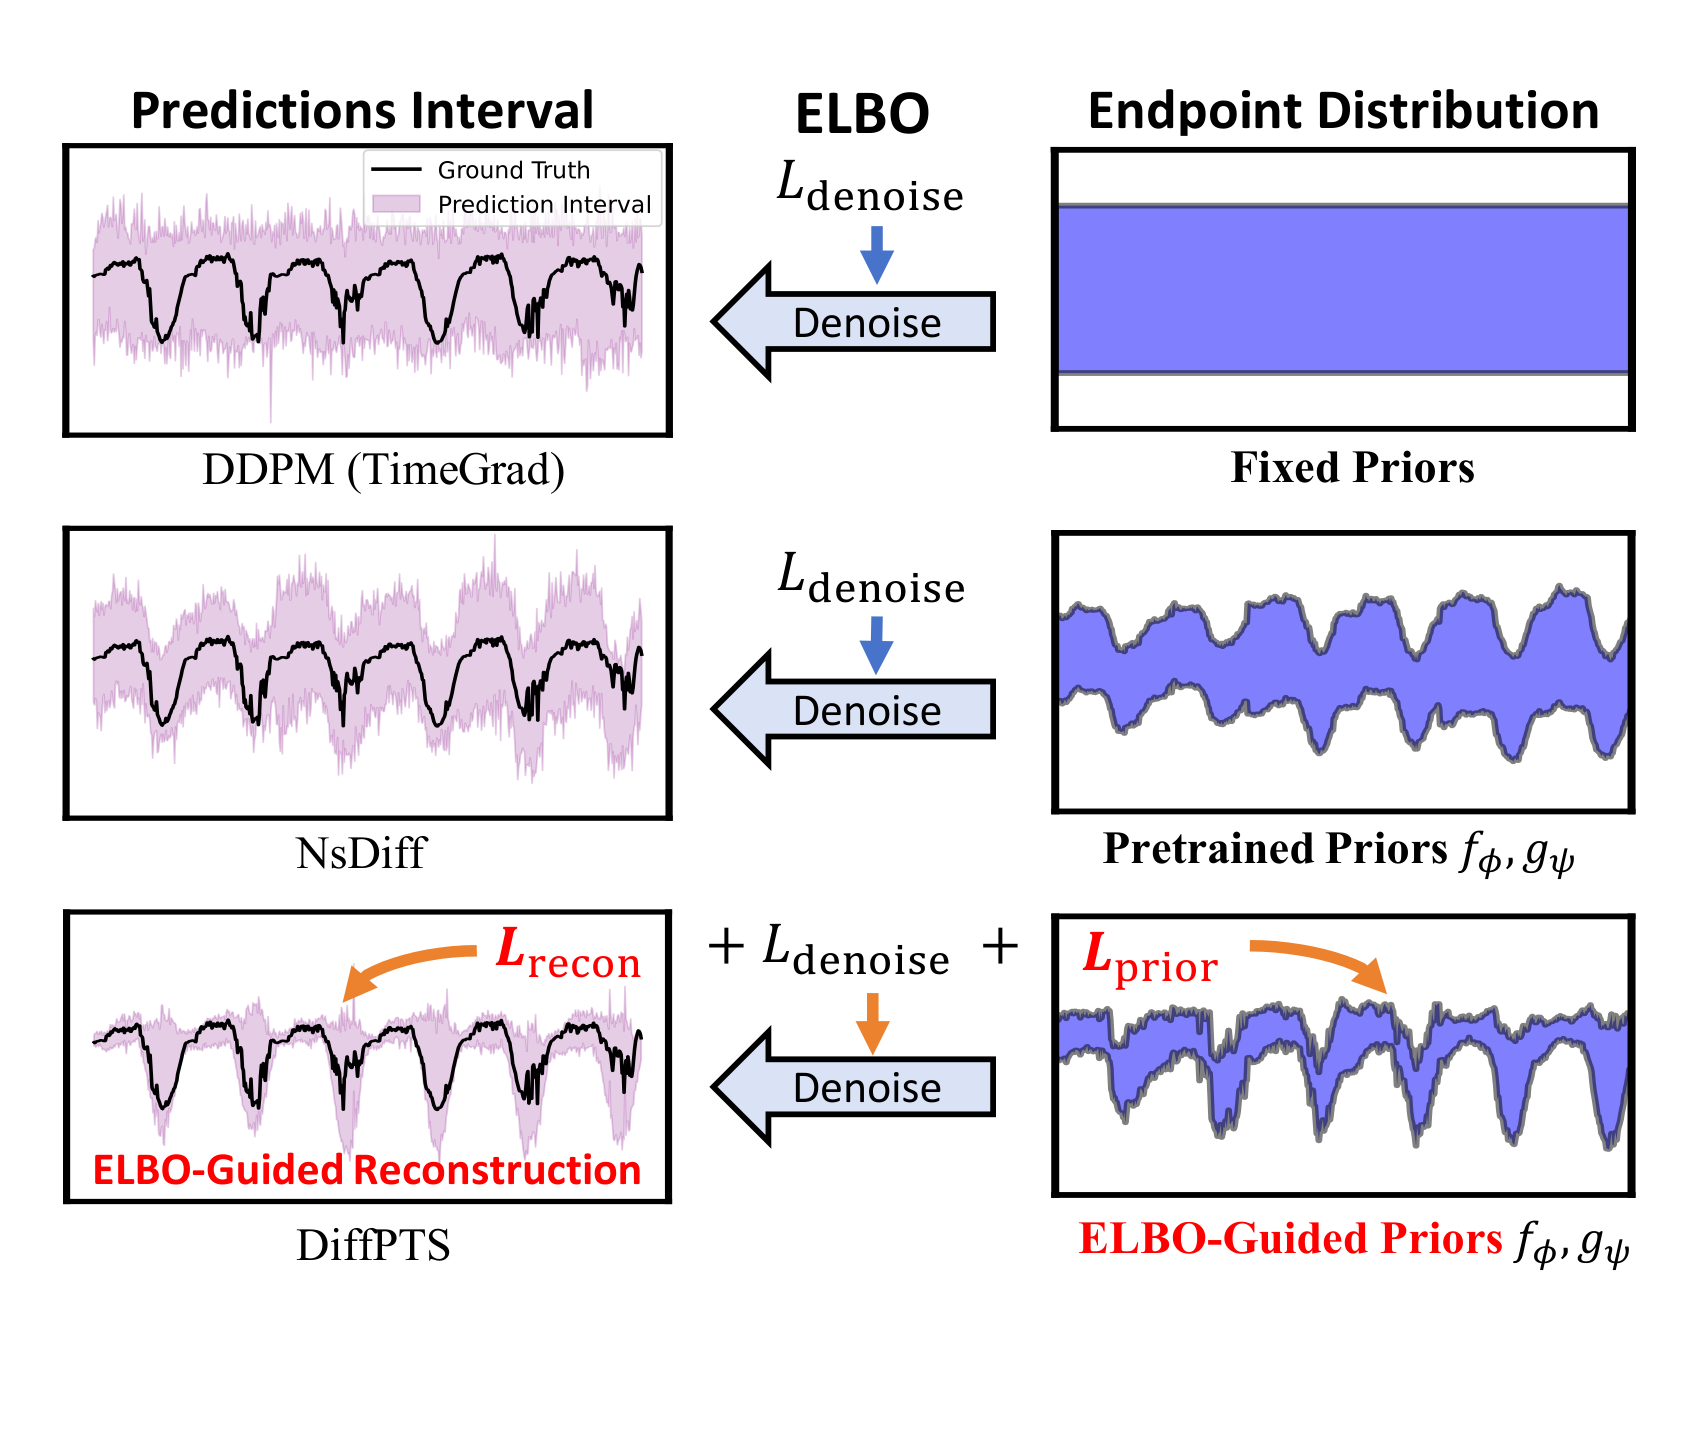 Predictions Interval
ELBO
Endpoint Distribution
Ground Truth
Prediction Interval
L_denoise
Denoise
DDPM (TimeGrad)
Fixed Priors
L_denoise
Denoise
NsDiff
Pretrained Priors f_ϕ, g_ψ
L_recon
+ L_denoise +
L_prior
Denoise
ELBO-Guided Reconstruction
DiffPTS
ELBO-Guided Priors f_ϕ, g_ψ